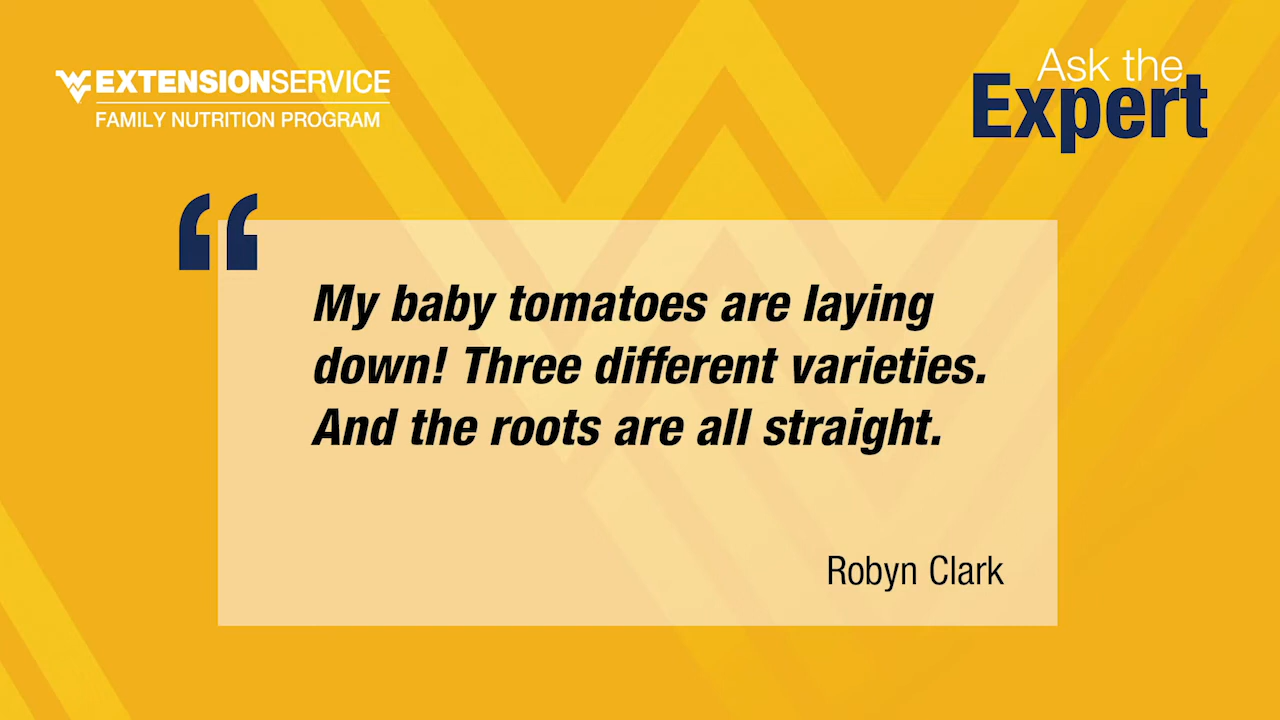 EXTENSIONSERVICE
FAMILY NUTRITION PROGRAM
Ask the
Expert
“
My baby tomatoes are laying
down! Three different varieties.
And the roots are all straight.
Robyn Clark